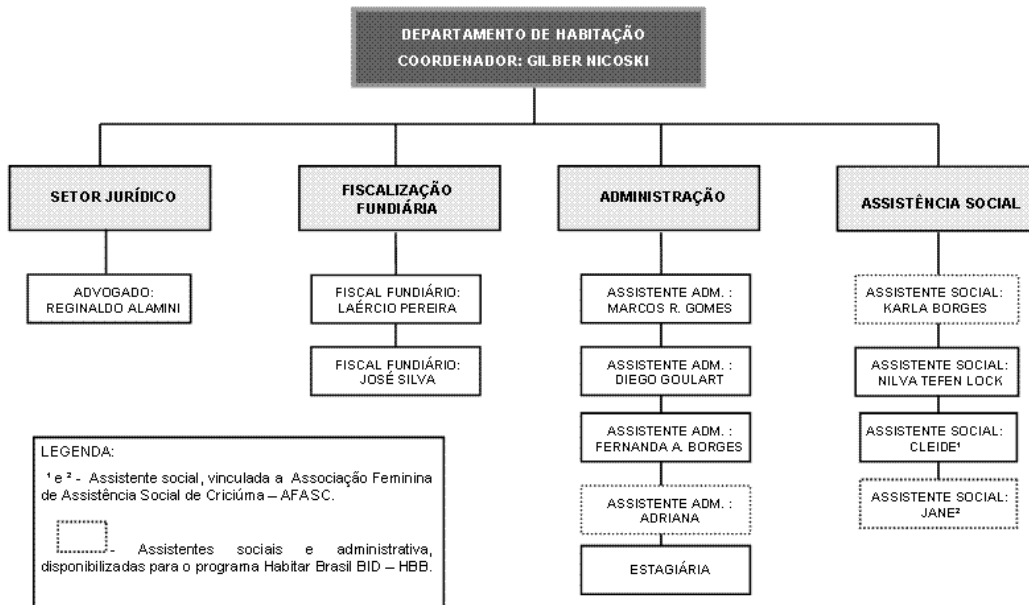 DEPARTAMENTO DE HABITAÇÃO
COORDENADOR: GILBER NICOSKI
SETOR JURÍDICO
ADVOGADO:
REGINALDO ALAMINI
FISCALIZAÇÃO
FUNDIÁRIA
FISCAL FUNDIÁRIO:
LAÉRCIO PEREIRA
FISCAL FUNDIÁRIO:
JOSÉ SILVA
ADMINISTRAÇÃO
ASSISTENTE ADM. :
MARCOS R. GOMES
ASSISTENTE ADM. :
DIEGO GOULART
ASSISTENTE ADM. :
FERNANDA A. BORGES
ASSISTENTE ADM. :
ADRIANA
ESTAGIÁRIA
ASSISTÊNCIA SOCIAL
ASSISTENTE SOCIAL:
KARLA BORGES
ASSISTENTE SOCIAL:
NILVA TEFEN LOCK
ASSISTENTE SOCIAL:
CLEIDE¹
ASSISTENTE SOCIAL:
JANE²
LEGENDA:
¹ e ² - Assistente social, vinculada a Associação Feminina
de Assistência Social de Criciúma – AFASC.
- Assistentes sociais e administrativa,
disponibilizadas para o programa Habitar Brasil BID – HBB.